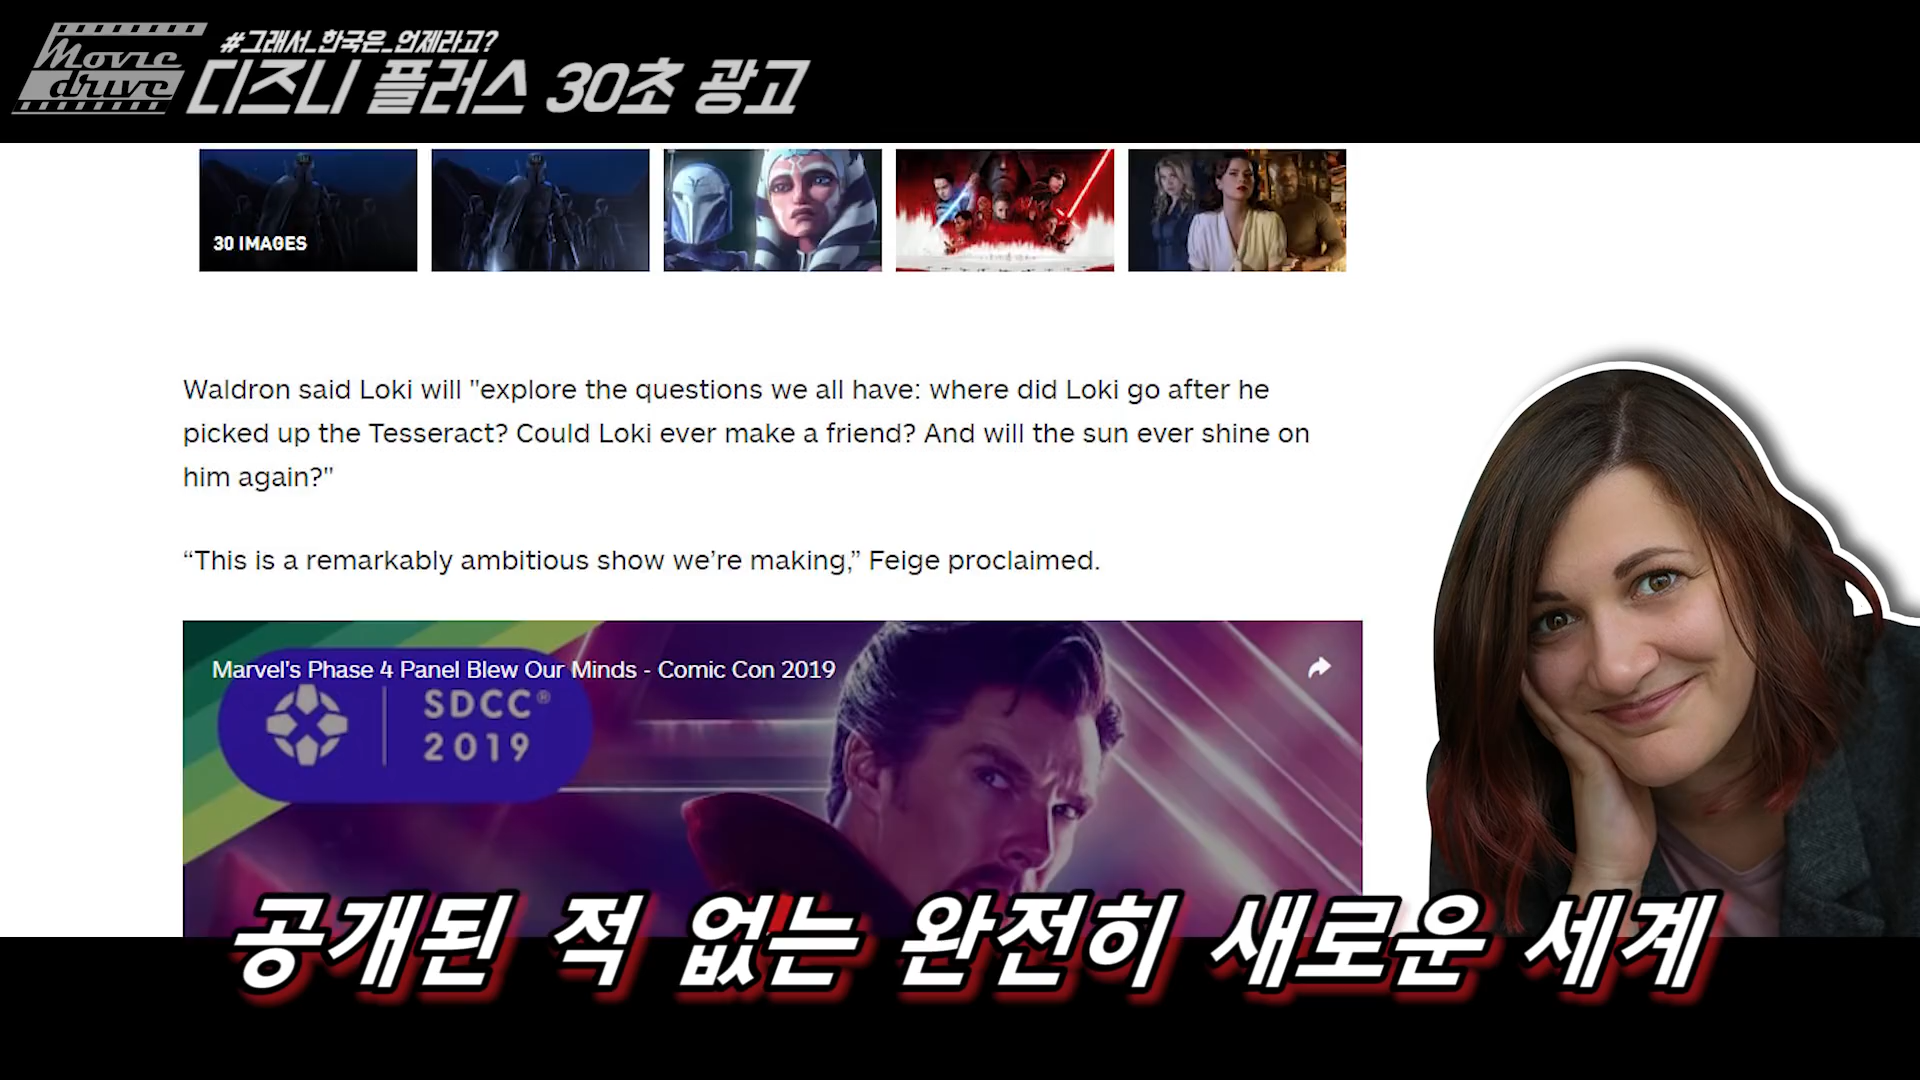 Movie
drive
#그래서_한국은_언제라고?
디즈니 플러스 30초 광고
30 IMAGES
Waldron said Loki will "explore the questions we all have: where did Loki go after he
picked up the Tesseract? Could Loki ever make a friend? And will the sun ever shine on
him again?"
“This is a remarkably ambitious show we’re making,” Feige proclaimed.
Marvel's Phase 4 Panel Blew Our Minds - Comic Con 2019
SDCC®
2019
공개된 적 없는 완전히 새로운 세계